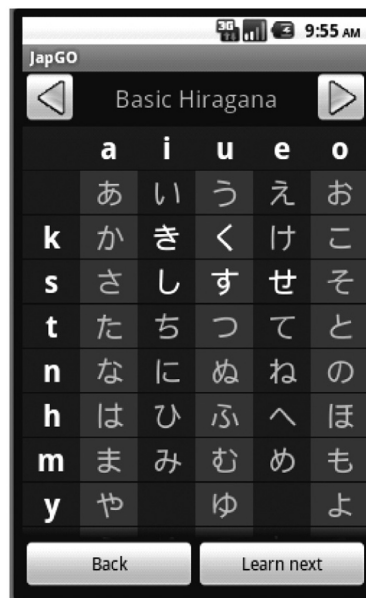 3G 9:55 AM
JapGO
Basic Hiragana
a i u e o
あ い う え お
k か き く け こ
s さ し す せ そ
t た ち つ て と
n な に ぬ ね の
h は ひ ふ へ ほ
m ま み む め も
y や ゆ よ
Back Learn next